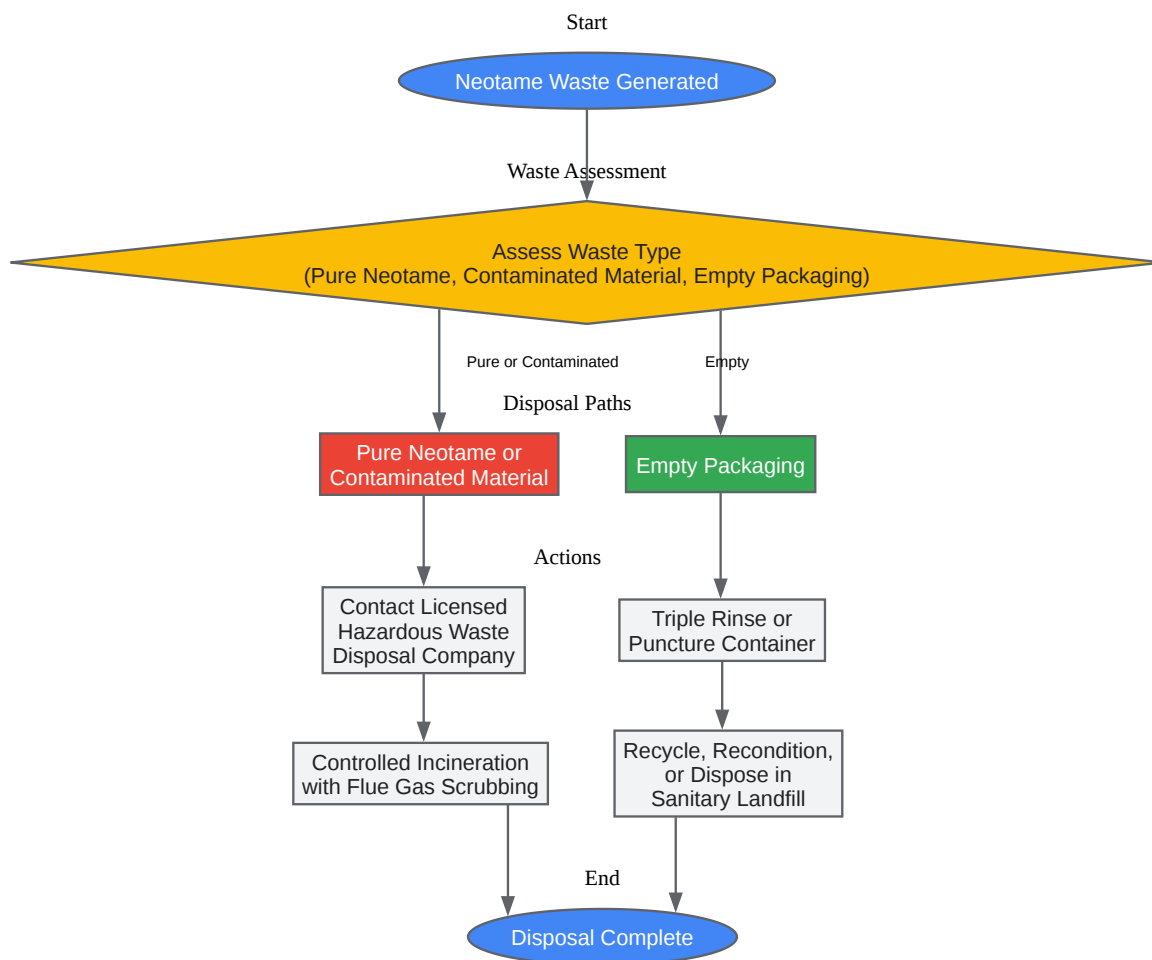 Start
Neotame Waste Generated
Waste Assessment
Assess Waste Type
(Pure Neotame, Contaminated Material, Empty Packaging)
Pure or Contaminated
Empty
Disposal Paths
Pure Neotame or
Contaminated Material
Empty Packaging
Actions
Contact Licensed
Hazardous Waste
Disposal Company
Triple Rinse or
Puncture Container
Controlled Incineration
with Flue Gas Scrubbing
Recycle, Recondition,
or Dispose in
Sanitary Landfill
End
Disposal Complete